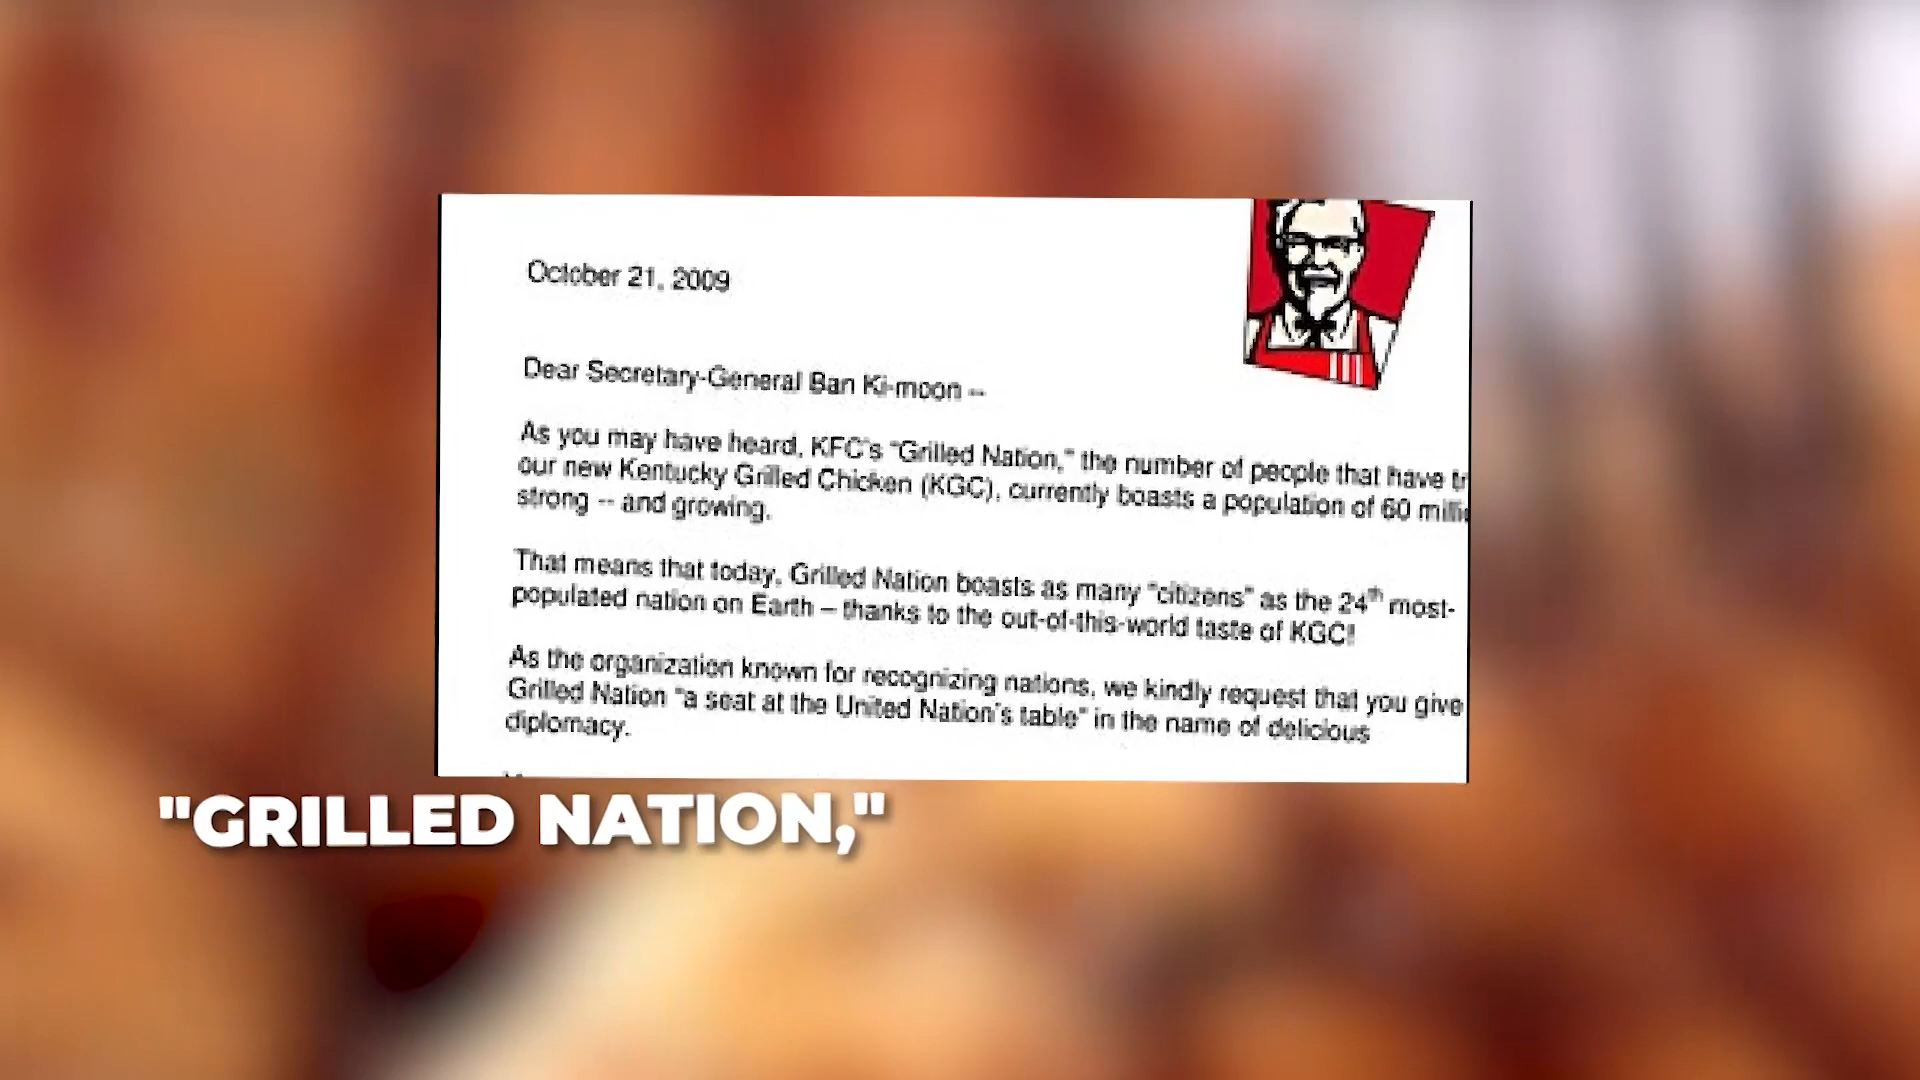 October 21, 2009
Dear Secretary-General Ban Ki-moon --
As you may have heard, KFC's "Grilled Nation," the number of people that have
our new Kentucky Grilled Chicken (KGC), currently boasts a population of 60
strong -- and growing.
That means that today, Grilled Nation boasts as many "citizens" as the 24th most-
populated nation on Earth – thanks to the out-of-this-world taste of KGC!
As the organization known for recognizing nations, we kindly request that you give
Grilled Nation "a seat at the United Nation's table" in the name of delicious
diplomacy.
"GRILLED NATION,"